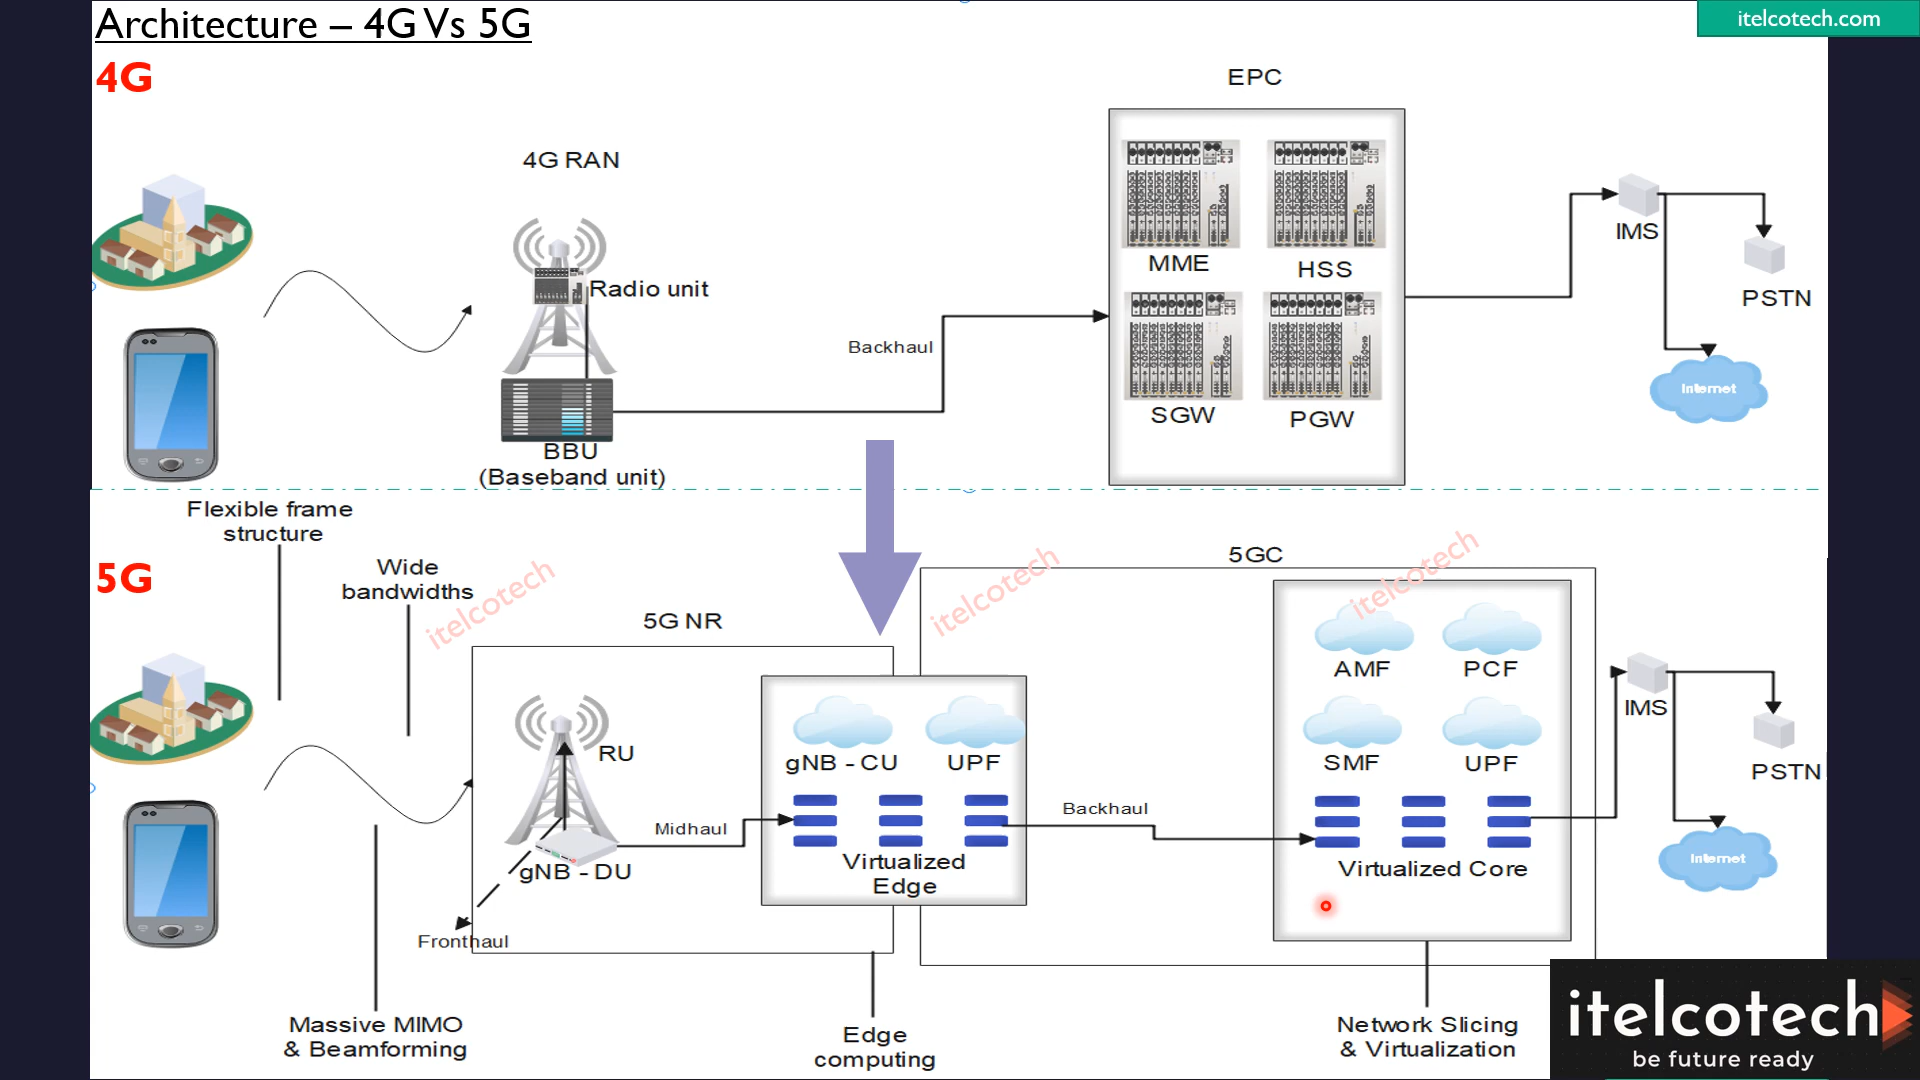 Architecture – 4G Vs 5G
itelcotech.com
4G
EPC
4G RAN
Radio unit
MME
HSS
IMS
PSTN
Backhaul
Internet
SGW
PGW
BBU
(Baseband unit)
Flexible frame
structure
5G
Wide
bandwidths
itelcotech
itelcotech
itelcotech
5GC
5G NR
AMF
PCF
RU
gNB - CU
UPF
SMF
UPF
IMS
PSTN
Midhaul
Backhaul
Internet
gNB - DU
Virtualized
Edge
Virtualized Core
Fronthaul
Massive MIMO
& Beamforming
Edge
computing
Network Slicing
& Virtualization
itelcotech
be future ready